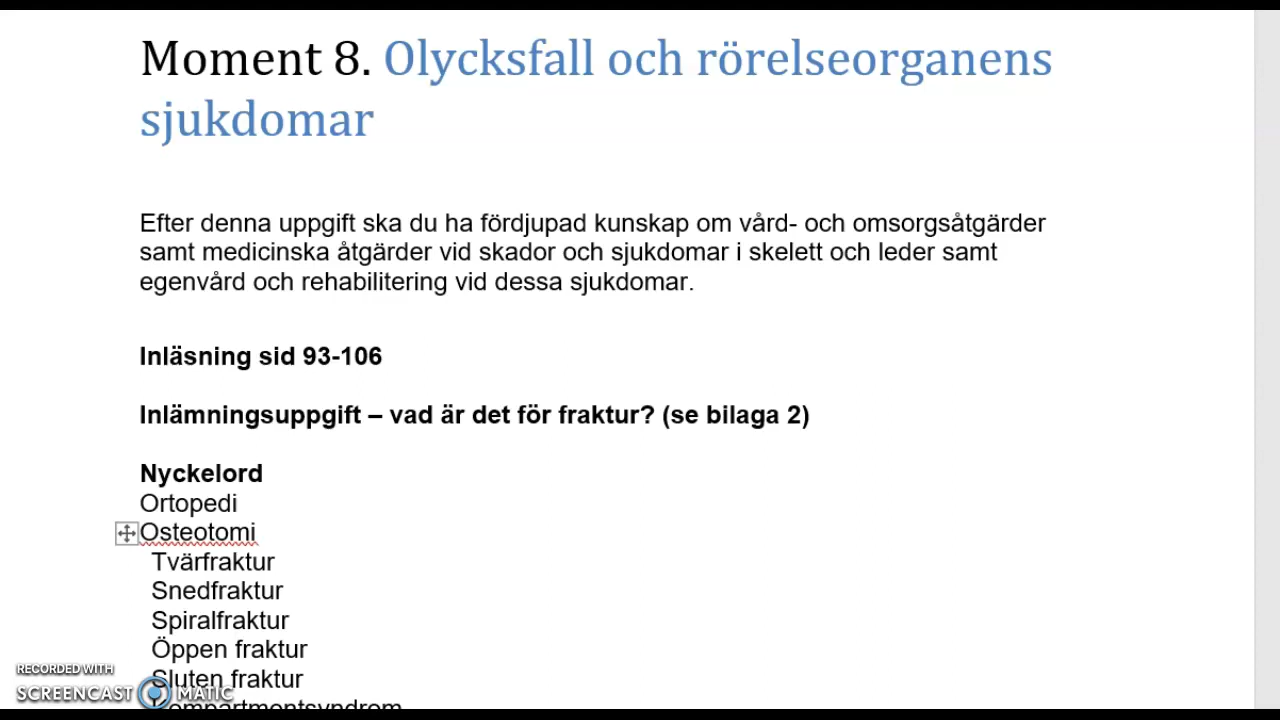 Moment 8. Olycksfall och rörelseorganens
sjukdomar
Efter denna uppgift ska du ha fördjupad kunskap om vård- och omsorgsåtgärder
samt medicinska åtgärder vid skador och sjukdomar i skelett och leder samt
egenvård och rehabilitering vid dessa sjukdomar.
Inläsning sid 93-106
Inlämningsuppgift – vad är det för fraktur? (se bilaga 2)
Nyckelord
Ortopedi
Osteotomi
Tvärfraktur
Snedfraktur
Spiralfraktur
Öppen fraktur
Sluten fraktur
Kompartmentsyndrom
RECORDED WITH
SCREENCAST MATIC